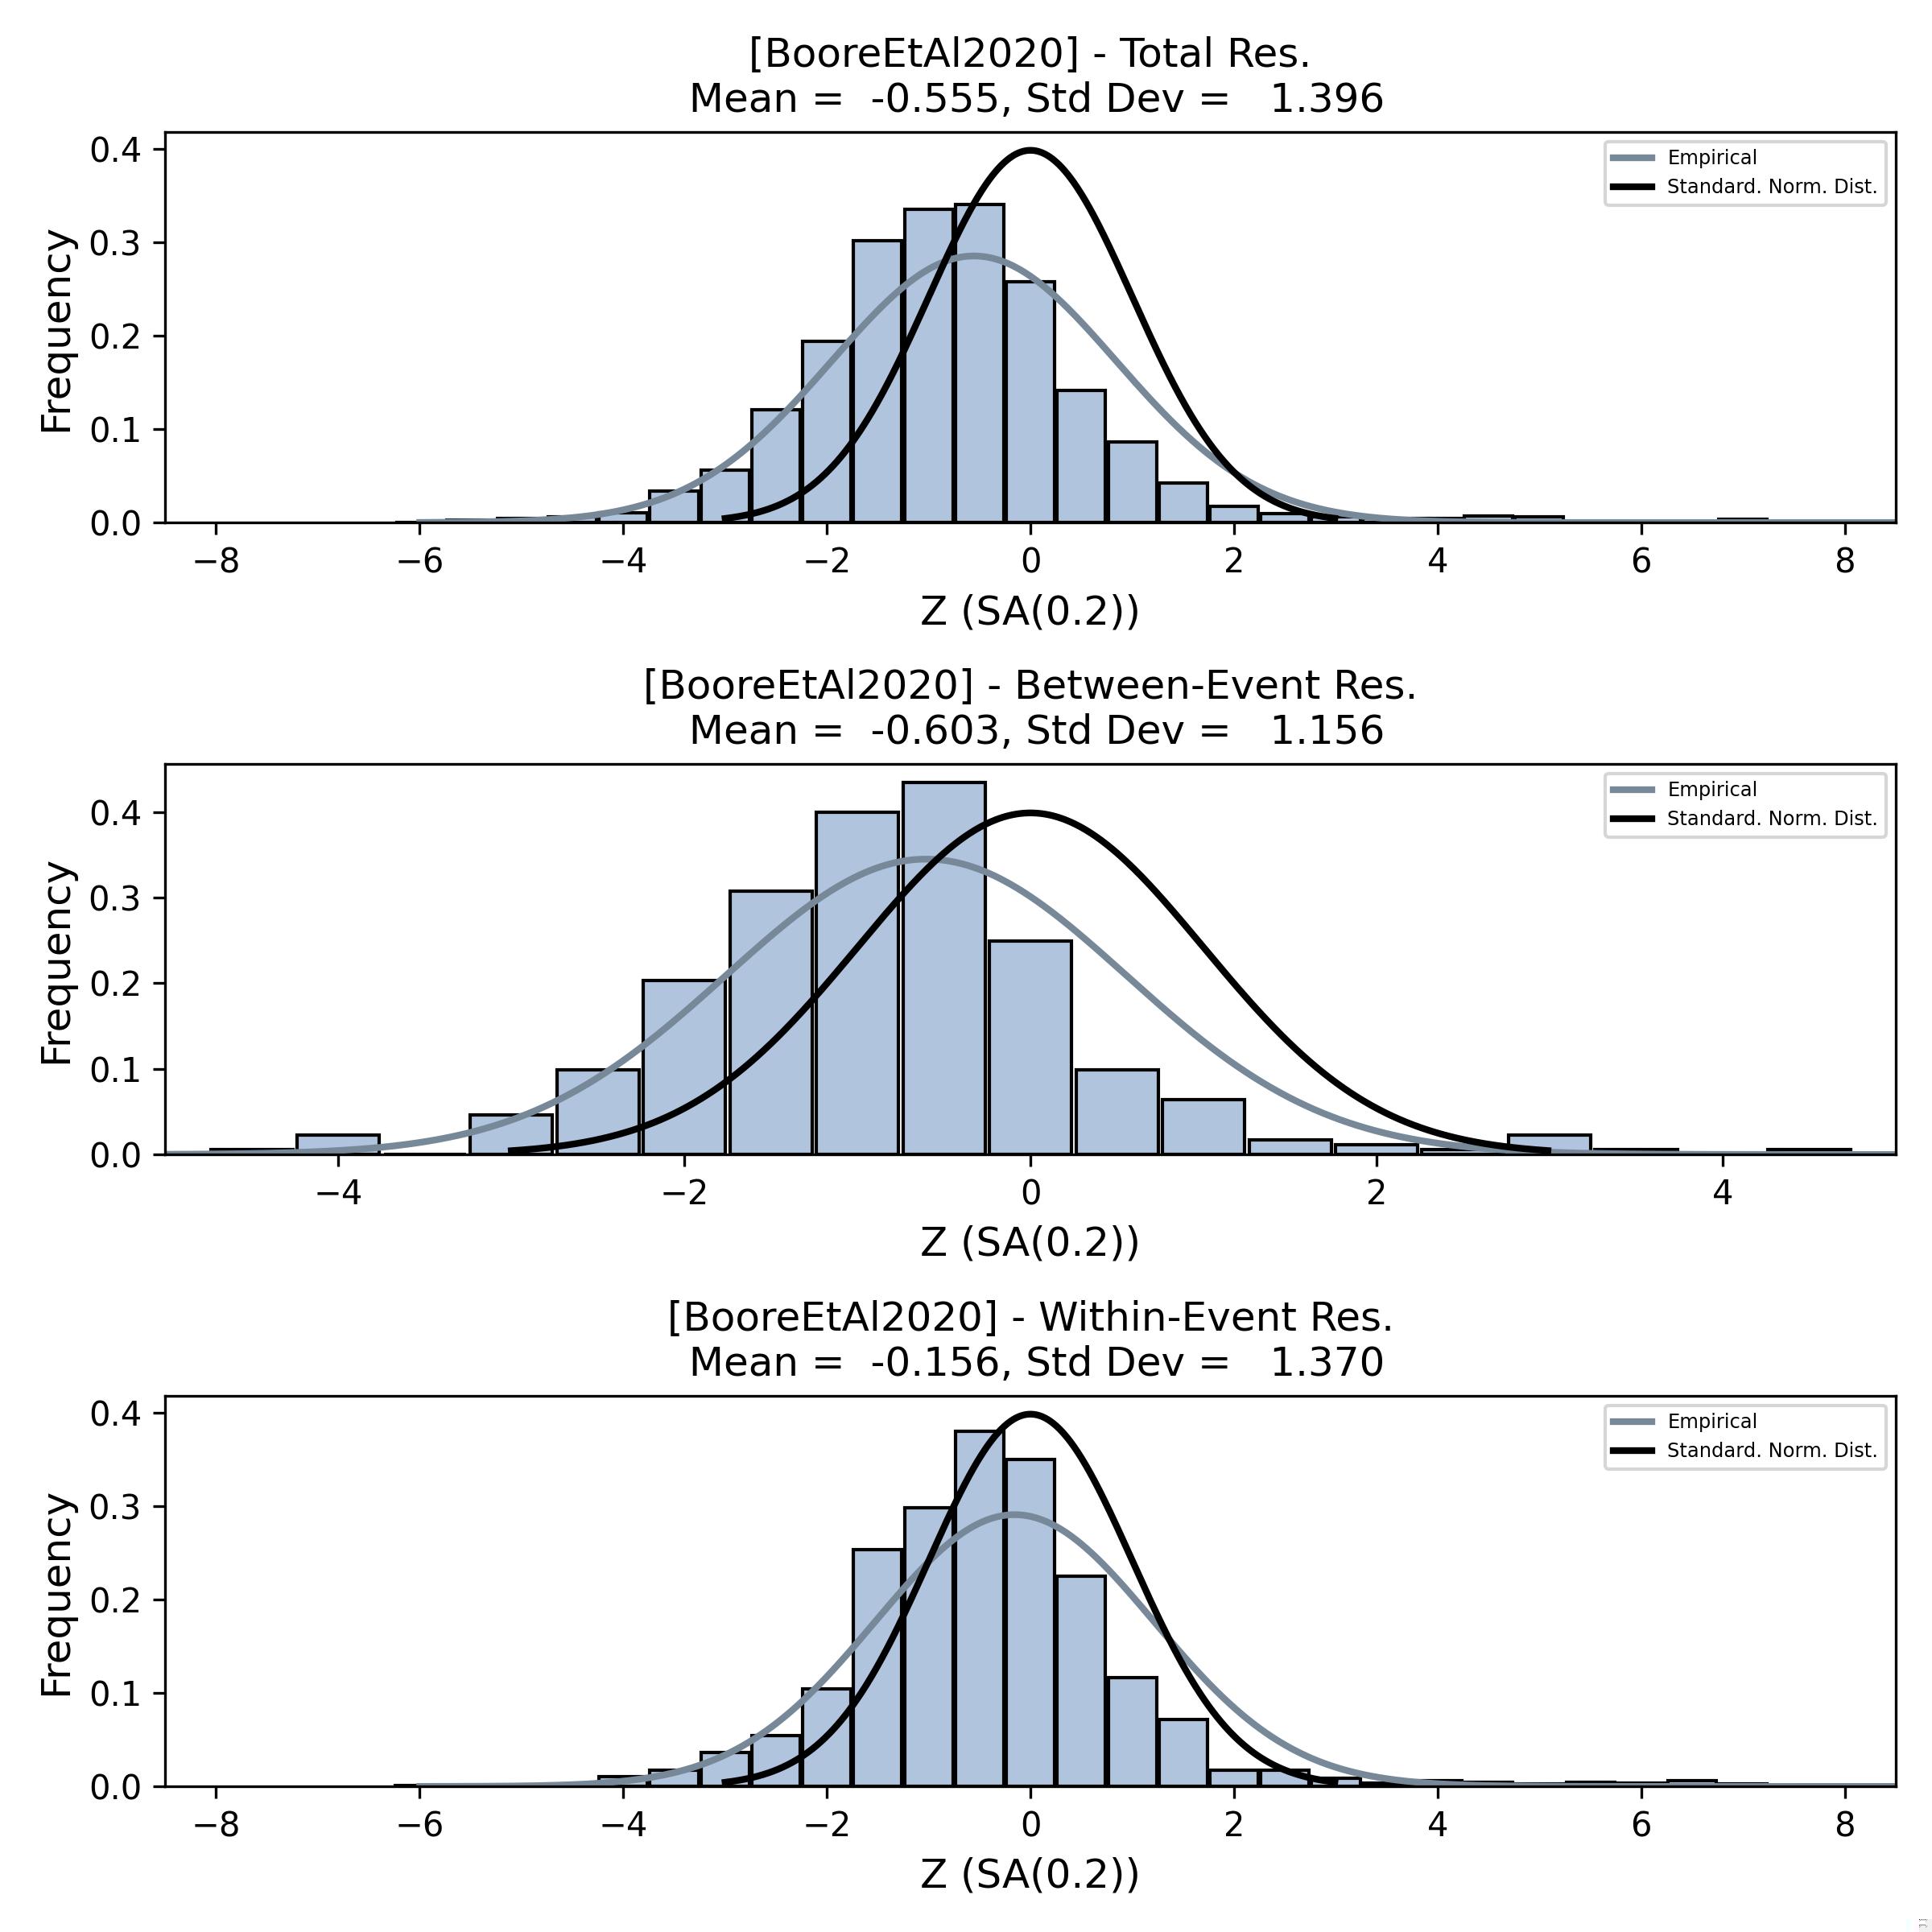 [BooreEtAl2020] - Total Res.
Mean = -0.555, Std Dev = 1.396
Empirical
Standard. Norm. Dist.
0.4
0.3
0.2
0.1
0.0
Frequency
−8 −6 −4 −2 0 2 4 6 8
Z (SA(0.2))
[BooreEtAl2020] - Between-Event Res.
Mean = -0.603, Std Dev = 1.156
Empirical
Standard. Norm. Dist.
0.4
0.3
0.2
0.1
0.0
Frequency
−4 −2 0 2 4
Z (SA(0.2))
[BooreEtAl2020] - Within-Event Res.
Mean = -0.156, Std Dev = 1.370
Empirical
Standard. Norm. Dist.
0.4
0.3
0.2
0.1
0.0
Frequency
−8 −6 −4 −2 0 2 4 6 8
Z (SA(0.2))